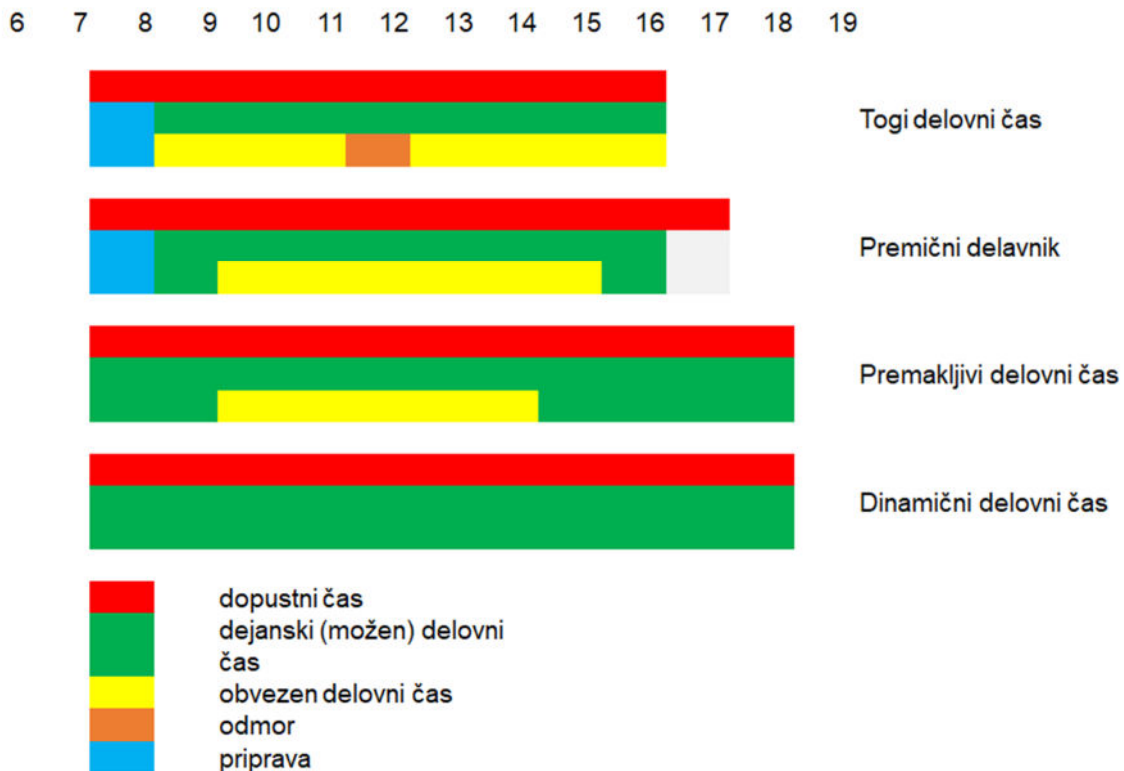 6 7 8 9 10 11 12 13 14 15 16 17 18 19
Togi delovni čas
Premični delavnik
Premakljivi delovni čas
Dinamični delovni čas
dopustni čas
dejanski (možen) delovni
čas
obvezen delovni čas
odmor
priprava